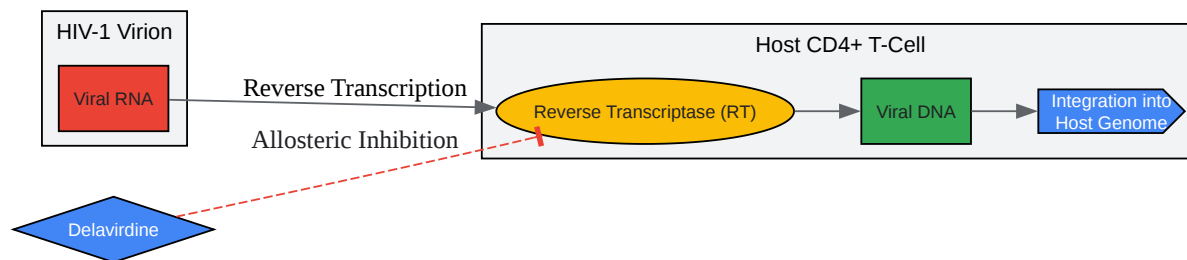 HIV-1 Virion
Viral RNA
Reverse Transcription
Allosteric Inhibition
Delavirdine
Host CD4+ T-Cell
Reverse Transcriptase (RT)
Viral DNA
Integration into
Host Genome